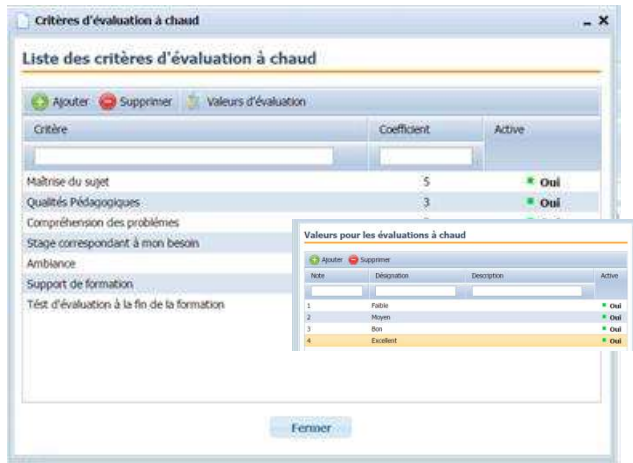 Critères d'évaluation à chaud
Liste des critères d'évaluation à chaud
Ajouter Supprimer Valeurs d'évaluation
Critère Coefficient Active
Maîtrise du sujet 5 Oui
Qualités Pédagogiques 3 Oui
Compréhension des problèmes
Stage correspondant à mon besoin
Ambiance
Support de formation
Tést d'évaluation à la fin de la formation
Valeurs pour les évaluations à chaud
Ajouter Supprimer
Note Désignation Description Active
1 Faible Oui
2 Moyen Oui
3 Bon Oui
4 Excellent Oui
Fermer